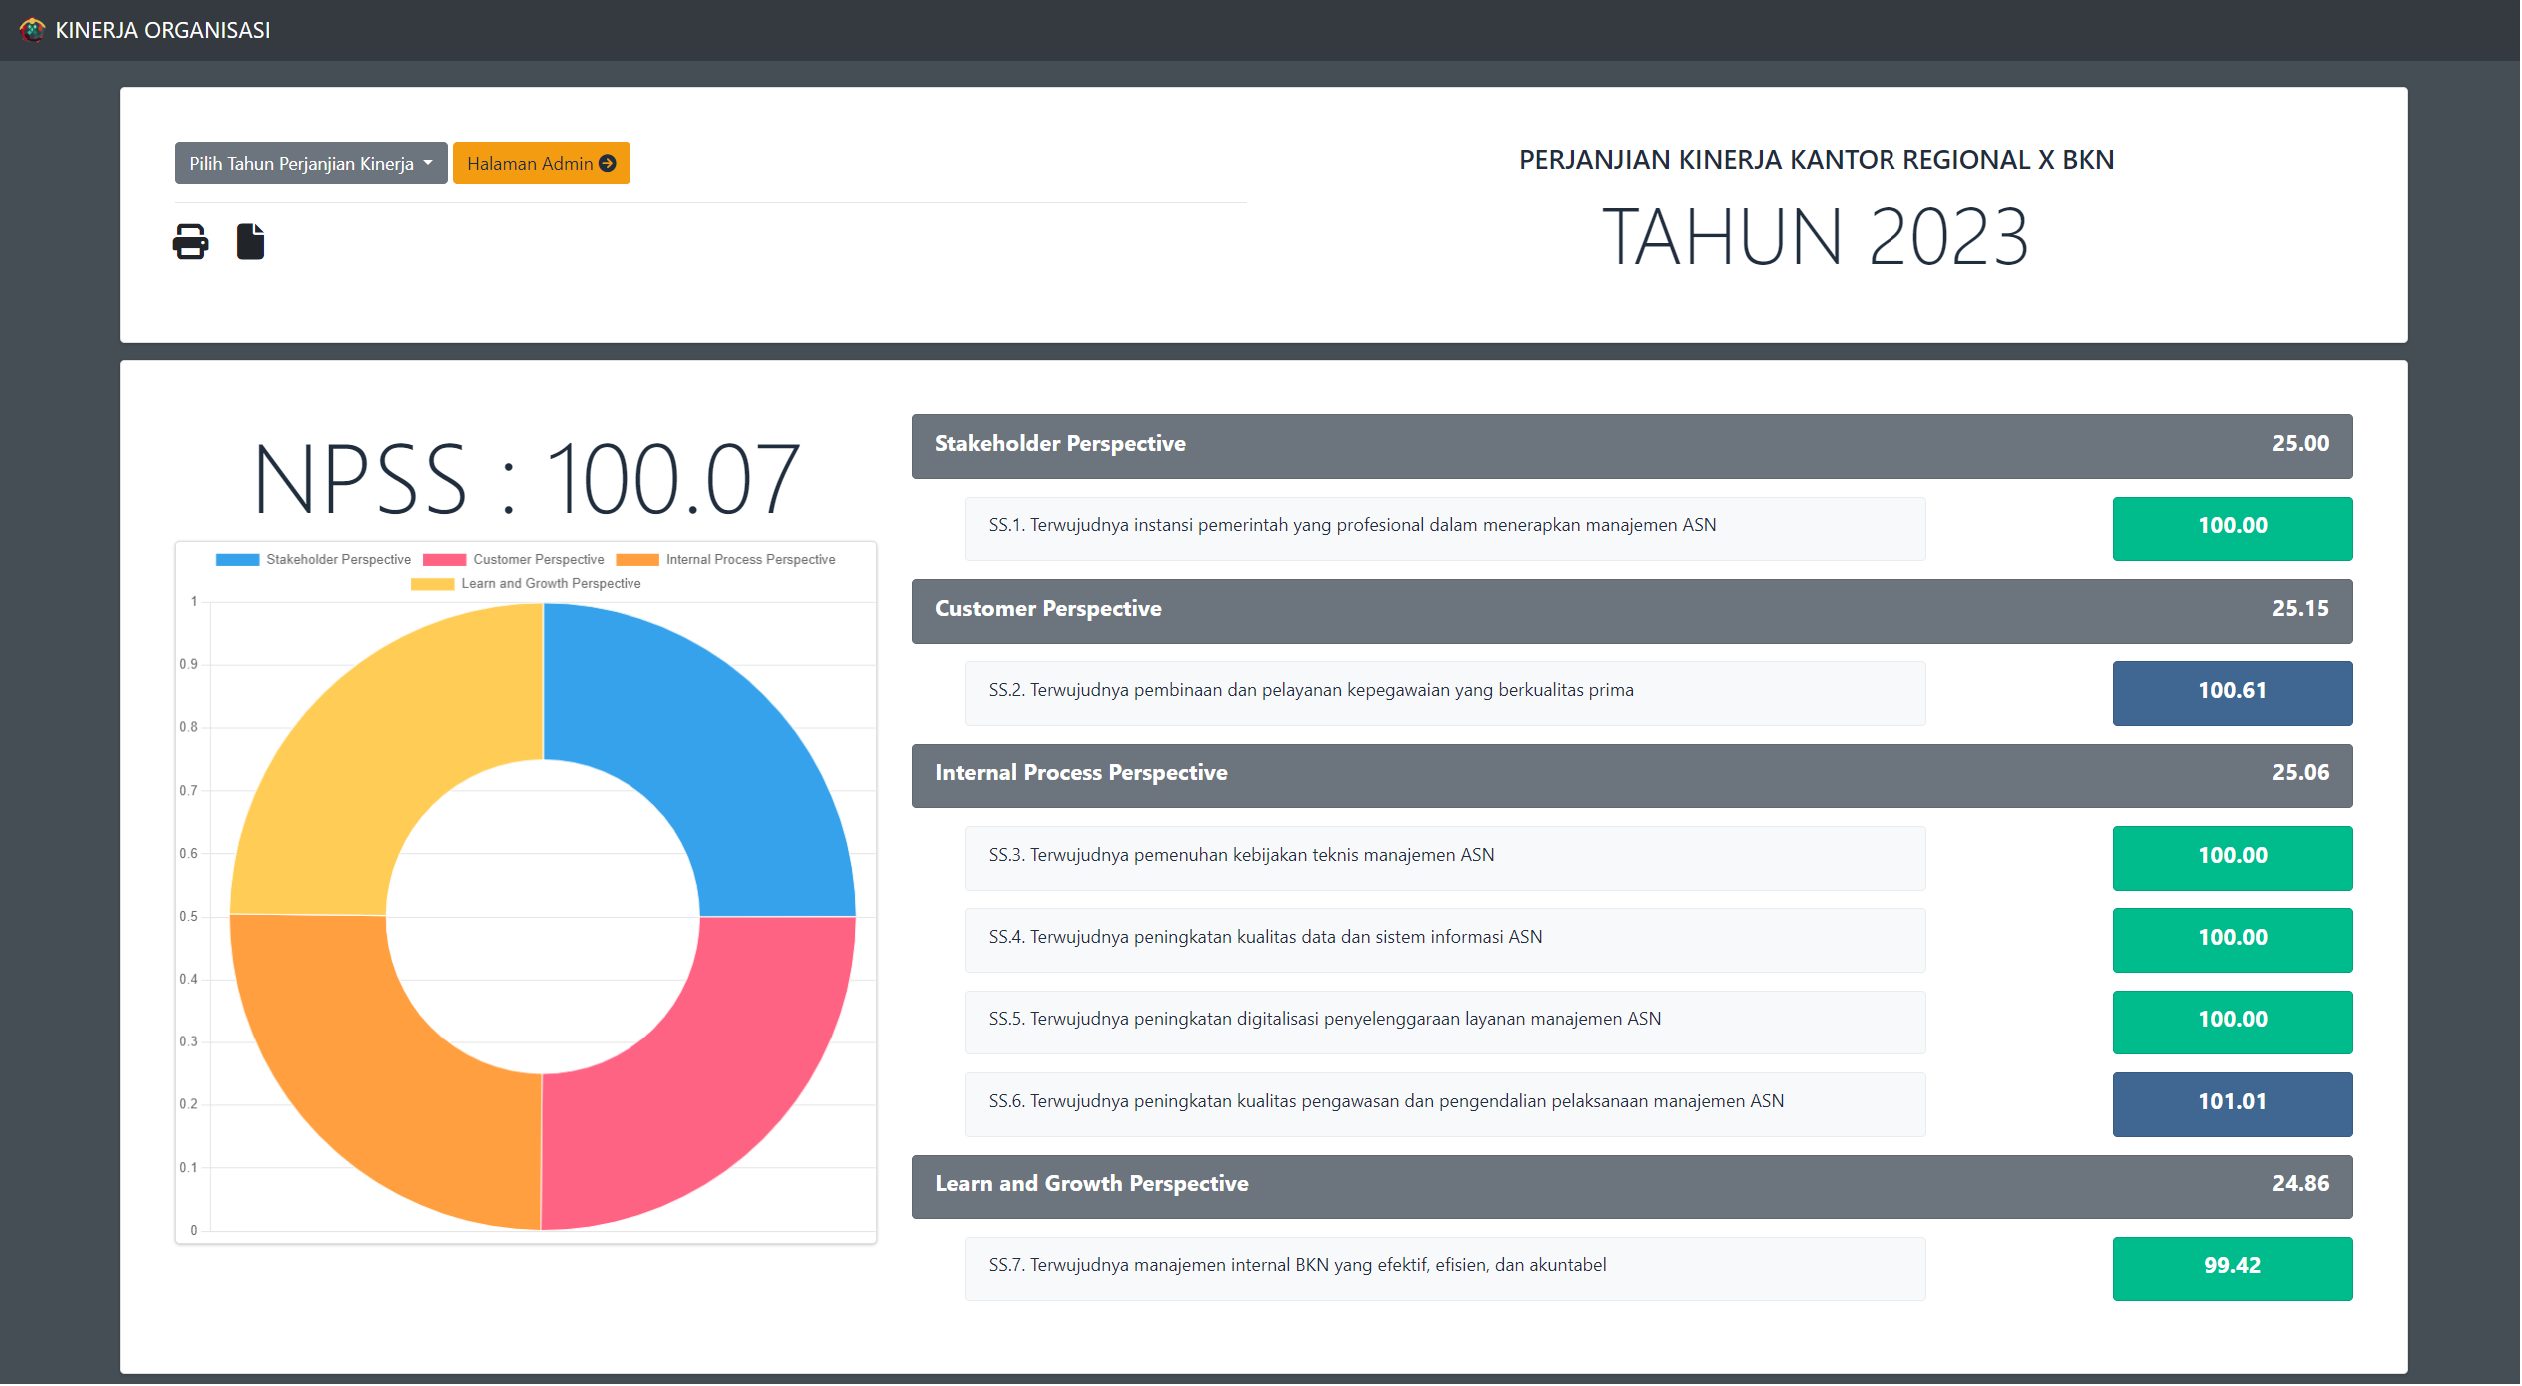 KINERJA ORGANISASI
Pilih Tahun Perjanjian Kinerja
Halaman Admin
PERJANJIAN KINERJA KANTOR REGIONAL X BKN
TAHUN 2023
NPSS : 100.07
Stakeholder Perspective
Customer Perspective
Internal Process Perspective
Learn and Growth Perspective
1
0.9
0.8
0.7
0.6
0.5
0.4
0.3
0.2
0.1
0
Stakeholder Perspective 25.00
SS.1. Terwujudnya instansi pemerintah yang profesional dalam menerapkan manajemen ASN 100.00
Customer Perspective 25.15
SS.2. Terwujudnya pembinaan dan pelayanan kepegawaian yang berkualitas prima 100.61
Internal Process Perspective 25.06
SS.3. Terwujudnya pemenuhan kebijakan teknis manajemen ASN 100.00
SS.4. Terwujudnya peningkatan kualitas data dan sistem informasi ASN 100.00
SS.5. Terwujudnya peningkatan digitalisasi penyelenggaraan layanan manajemen ASN 100.00
SS.6. Terwujudnya peningkatan kualitas pengawasan dan pengendalian pelaksanaan manajemen ASN 101.01
Learn and Growth Perspective 24.86
SS.7. Terwujudnya manajemen internal BKN yang efektif, efisien, dan akuntabel 99.42